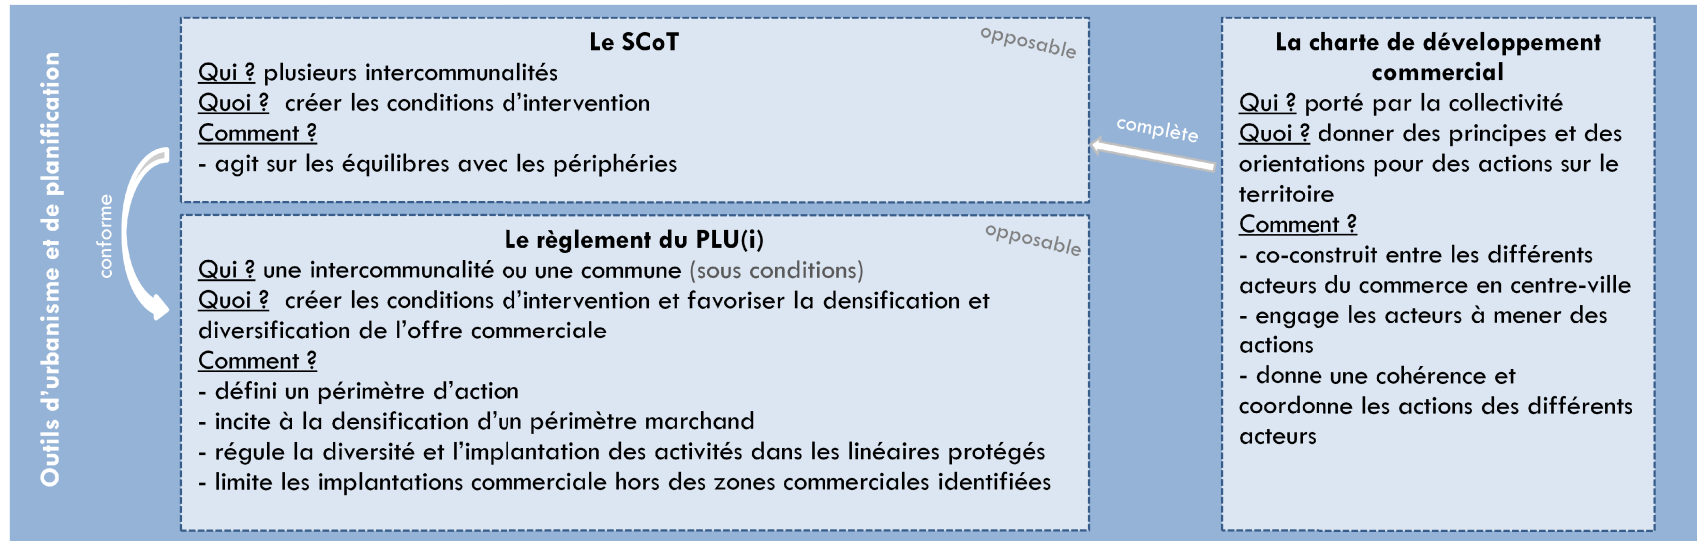 Outils d'urbanisme et de planification
conforme
Le SCoT
opposable
Qui ? plusieurs intercommunalités
Quoi ?  créer les conditions d'intervention
Comment ?
- agit sur les équilibres avec les périphéries
Le règlement du PLU(i)
opposable
Qui ? une intercommunalité ou une commune (sous conditions)
Quoi ?  créer les conditions d'intervention et favoriser la densification et
diversification de l'offre commerciale
Comment ?
- défini un périmètre d'action
- incite à la densification d'un périmètre marchand
- régule la diversité et l'implantation des activités dans les linéaires protégés
- limite les implantations commerciale hors des zones commerciales identifiées
complète
La charte de développement
commercial
Qui ? porté par la collectivité
Quoi ? donner des principes et des
orientations pour des actions sur le
territoire
Comment ?
- co-construit entre les différents
acteurs du commerce en centre-ville
- engage les acteurs à mener des
actions
- donne une cohérence et
coordonne les actions des différents
acteurs